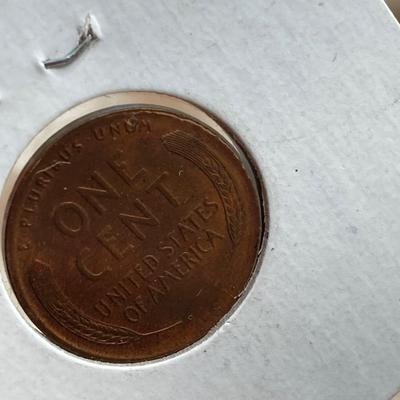 E PLURIBUS UNUM
ONE
CENT
UNITED STATES
OF AMERICA